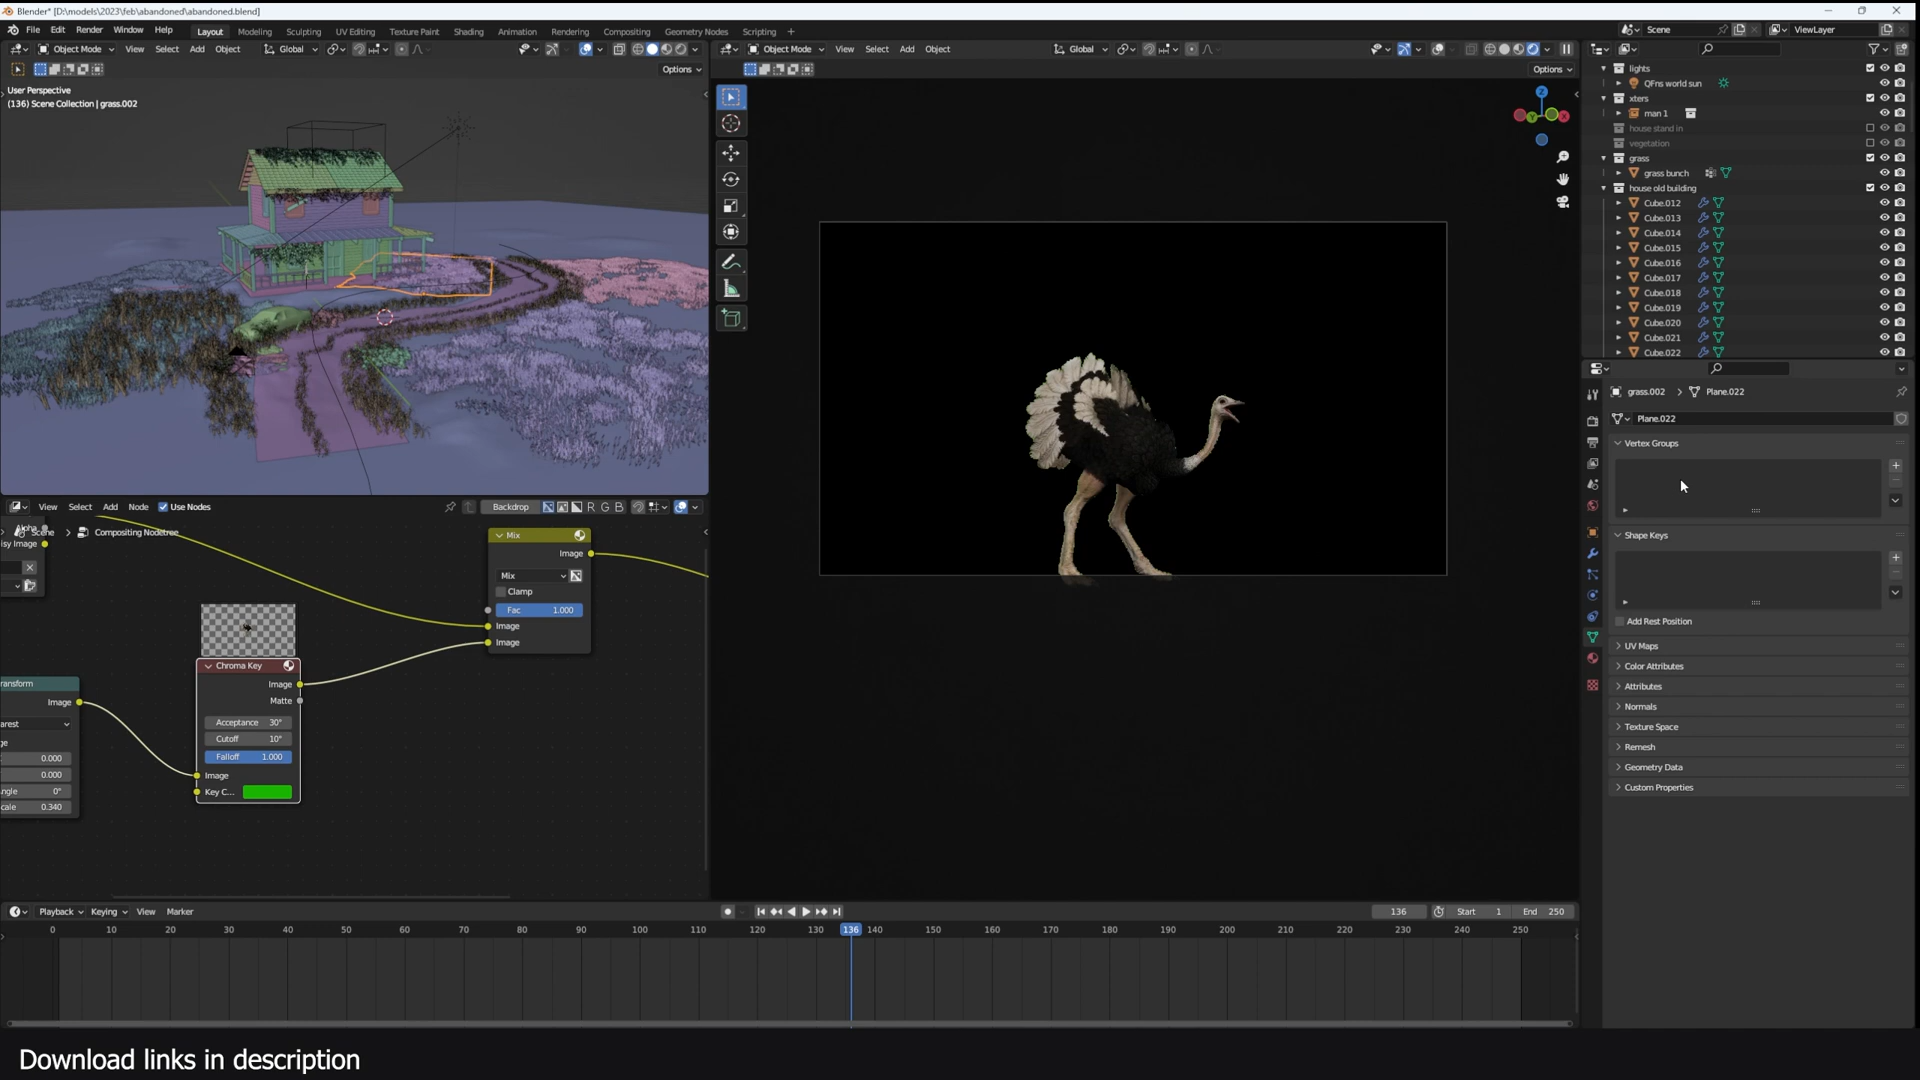 Blender* [D:\models\2023\feb\abandoned\abandoned.blend]
File Edit Render Window Help Layout Modeling Sculpting UV Editing Texture Paint Shading Animation Rendering Compositing Geometry Nodes Scripting + Scene ViewLayer
Object Mode View Select Add Object Global
Options
User Perspective
(136) Scene Collection | grass.002
Object Mode View Select Add Object Global
Options
Z
Y
X
lights
QFns world sun
xters
man 1
house stand in
vegetation
grass
grass bunch
house old building
Cube.012
Cube.013
Cube.014
Cube.015
Cube.016
Cube.017
Cube.018
Cube.019
Cube.020
Cube.021
Cube.022
grass.002 > Plane.022
Plane.022
Vertex Groups
Shape Keys
Add Rest Position
UV Maps
Color Attributes
Attributes
Normals
Texture Space
Remesh
Geometry Data
Custom Properties
View Select Add Node Use Nodes Backdrop R G B
Alpha
Scene > Compositing Nodetree
isy Image
Mix
Image
Mix
Clamp
Fac 1.000
Image
Image
Chroma Key
Image
Matte
Acceptance 30°
Cutoff 10°
Falloff 1.000
Image
Key C...
ransform
Image
arest
ge
0.000
0.000
ngle 0°
cale 0.340
Playback Keying View Marker 136 Start 1 End 250
0 10 20 30 40 50 60 70 80 90 100 110 120 130 136 140 150 160 170 180 190 200 210 220 230 240 250
Download links in description